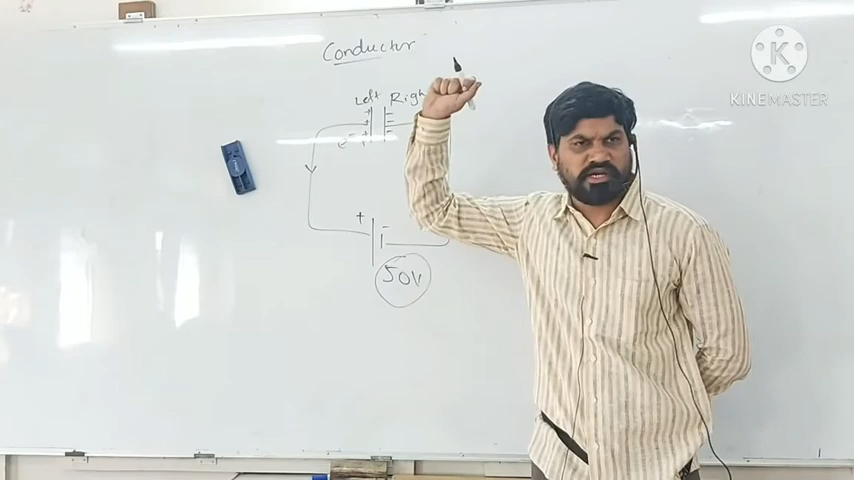 Conductor
Left Right
e-
+ -
50V
K
KINEMASTER